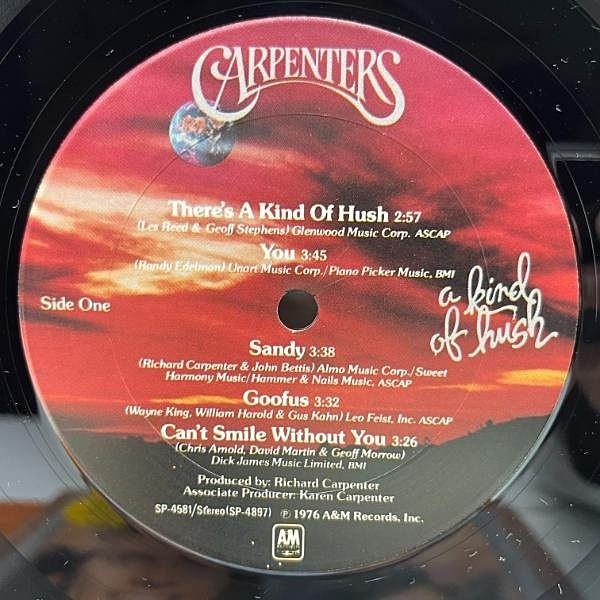 CARPENTERS
There's A Kind Of Hush 2:57
(Les Reed & Geoff Stephens) Glenwood Music Corp. ASCAP
You 3:45
(Randy Edelman) Unart Music Corp./Piano Picker Music, BMI
Side One
a kind
of hush
Sandy 3:38
(Richard Carpenter & John Bettis) Almo Music Corp./Sweet
Harmony Music/Hammer & Nails Music, ASCAP
Goofus 3:32
(Wayne King, William Harold & Gus Kahn) Leo Feist, Inc. ASCAP
Can't Smile Without You 3:26
(Chris Arnold, David Martin & Geoff Morrow)
Dick James Music Limited, BMI
Produced by: Richard Carpenter
Associate Producer: Karen Carpenter
SP-4581/Stereo(SP-4897) ℗ 1976 A&M Records, Inc.
AM